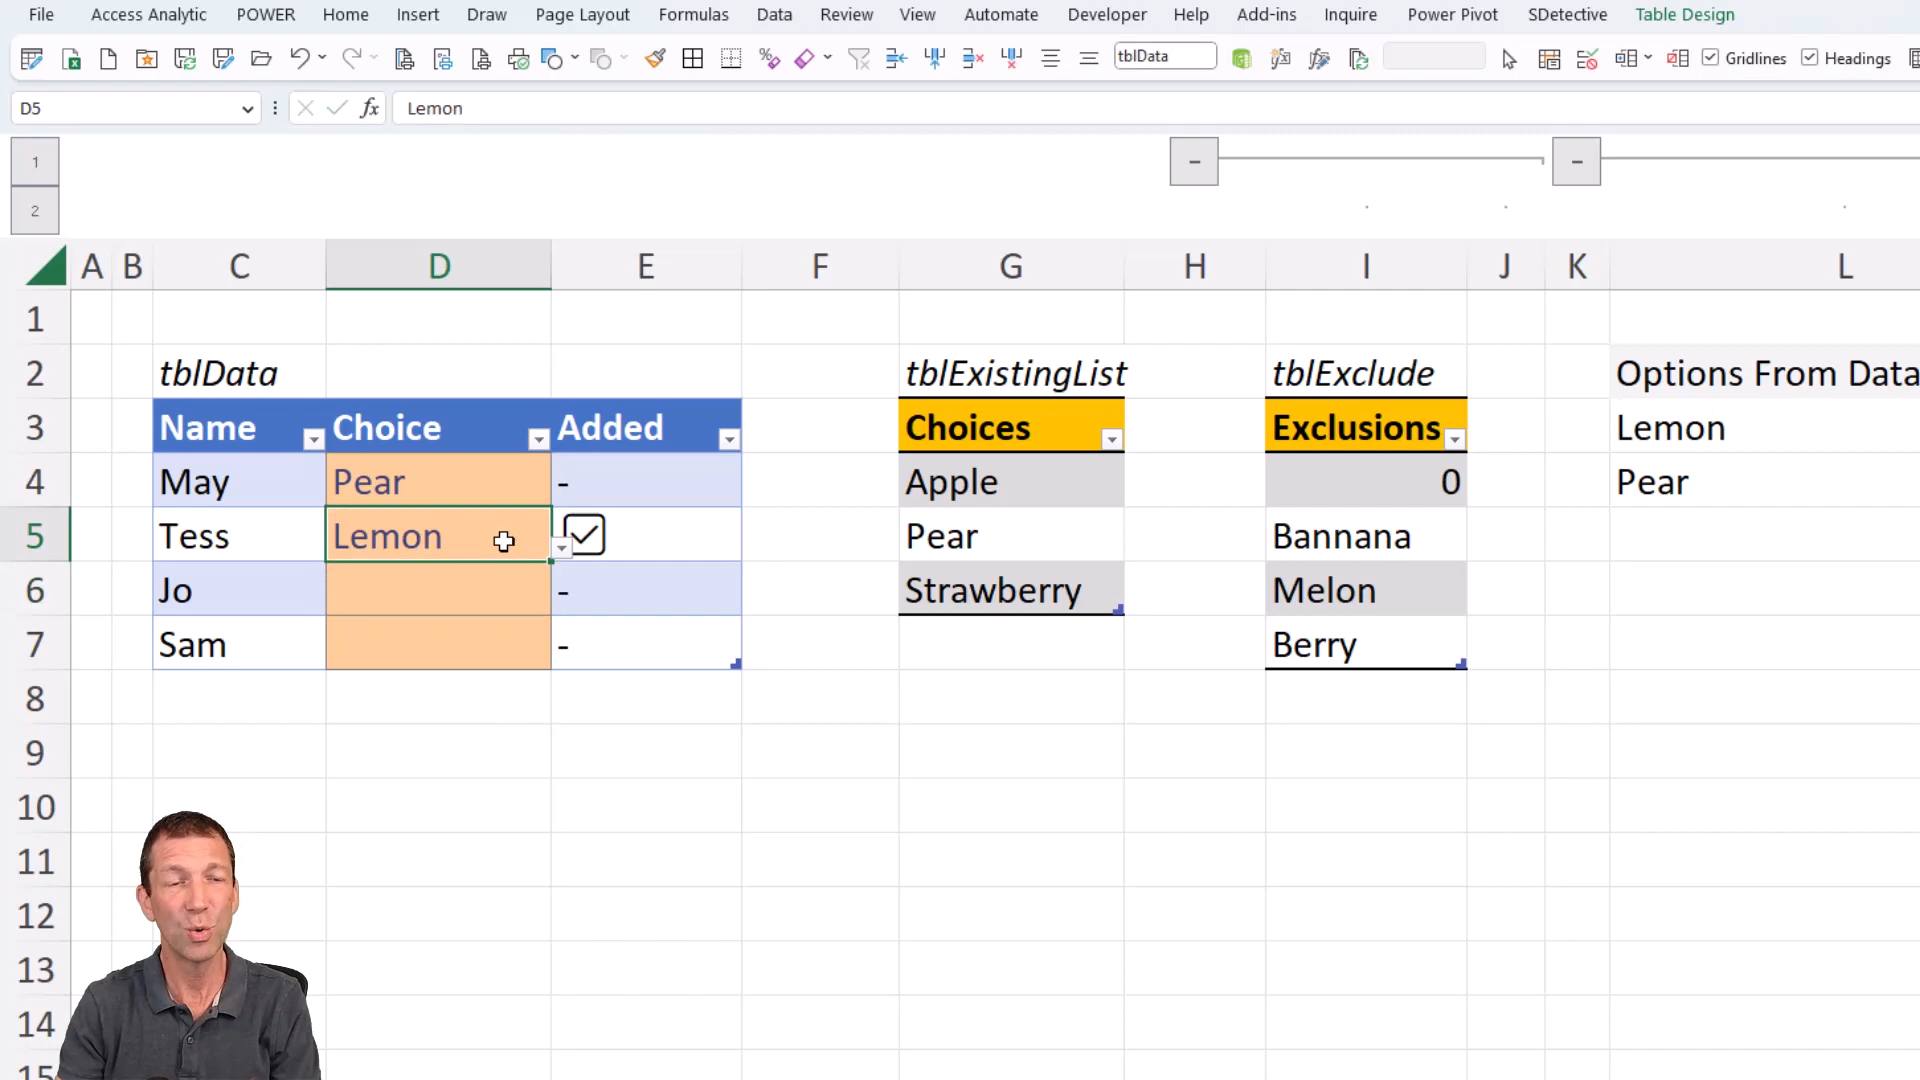 File Access Analytic POWER Home Insert Draw Page Layout Formulas Data Review View Automate Developer Help Add-ins Inquire Power Pivot SDetective Table Design
tblData Gridlines Headings
D5 fx Lemon
1
2
A B C D E F G H I J K L
1
2 tblData tblExistingList tblExclude Options From Data
3 Name Choice Added Choices Exclusions Lemon
4 May Pear - Apple 0 Pear
5 Tess Lemon Pear Bannana
6 Jo - Strawberry Melon
7 Sam - Berry
8
9
10
11
12
13
14
15